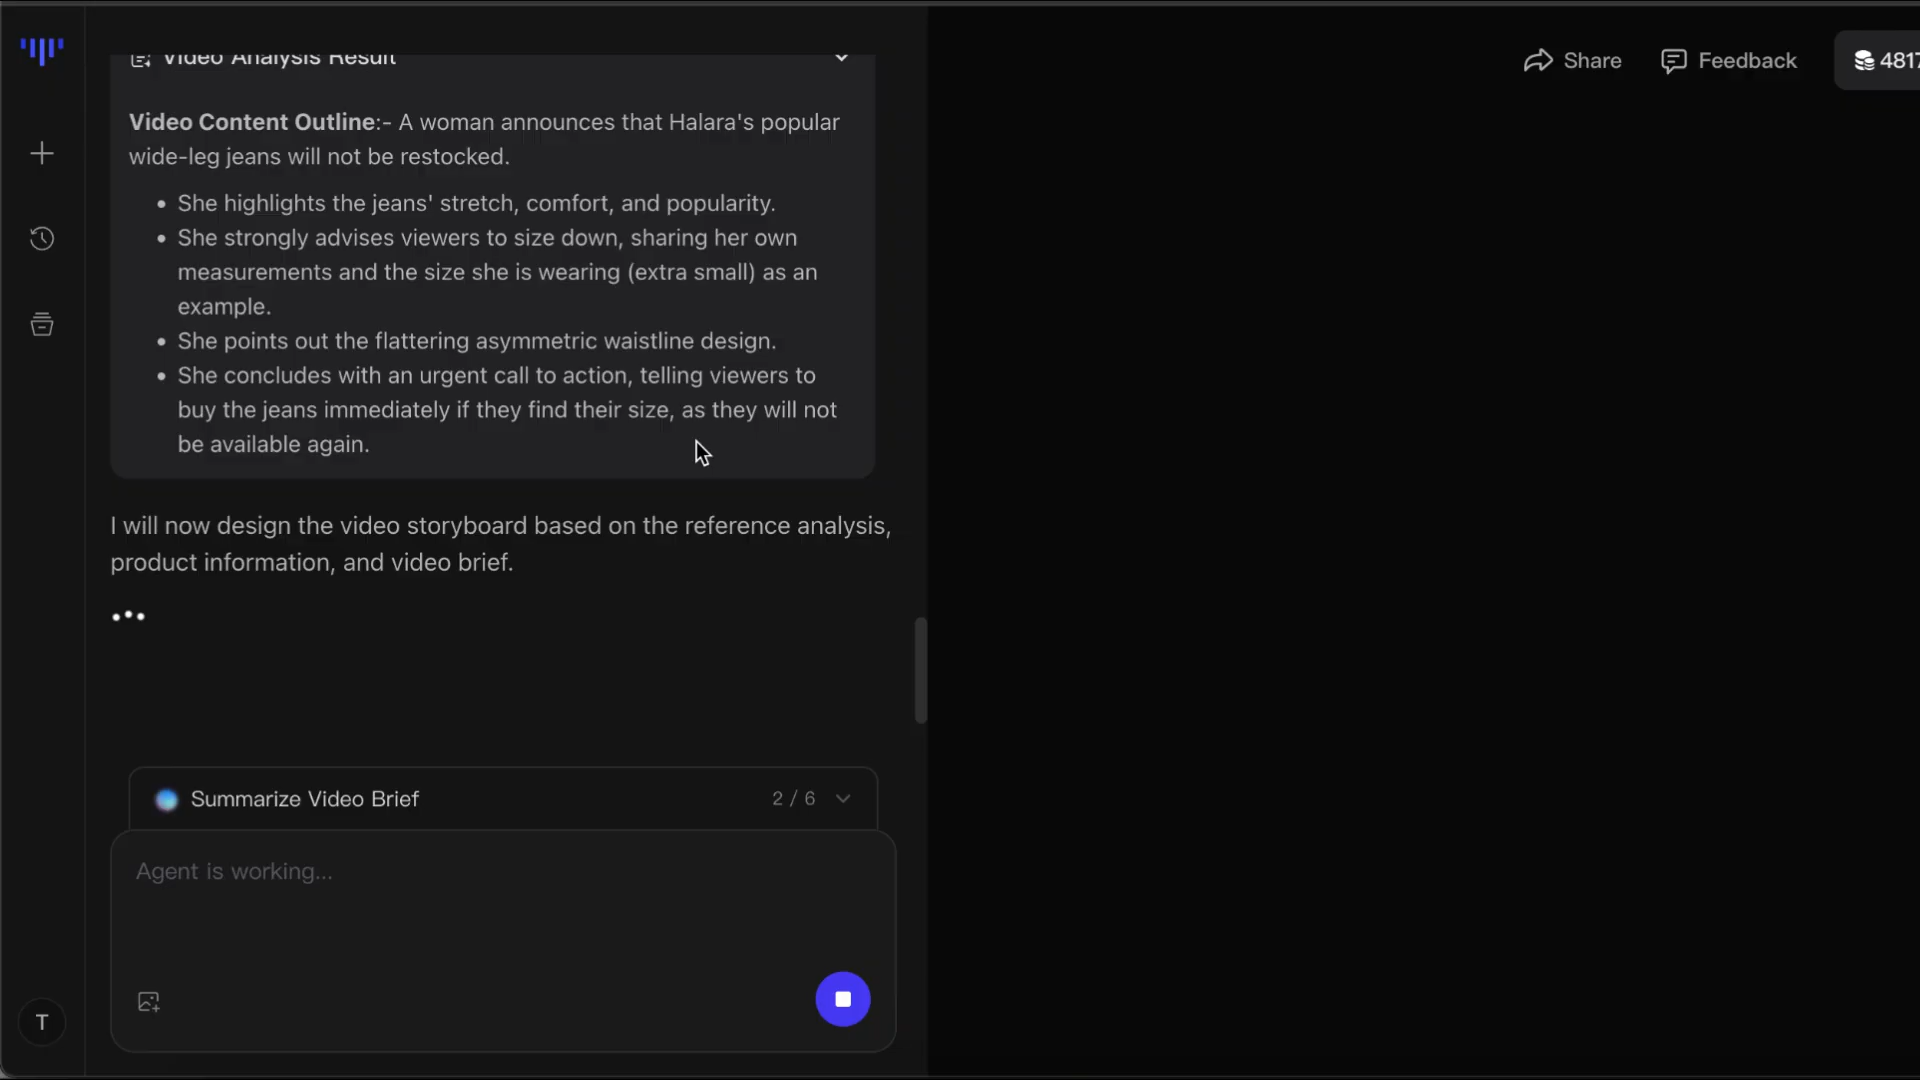 Video Analysis Result
Share
Feedback
4817
Video Content Outline:- A woman announces that Halara's popular
wide-leg jeans will not be restocked.
• She highlights the jeans' stretch, comfort, and popularity.
• She strongly advises viewers to size down, sharing her own
measurements and the size she is wearing (extra small) as an
example.
• She points out the flattering asymmetric waistline design.
• She concludes with an urgent call to action, telling viewers to
buy the jeans immediately if they find their size, as they will not
be available again.
I will now design the video storyboard based on the reference analysis,
product information, and video brief.
Summarize Video Brief
2 / 6
Agent is working...
T